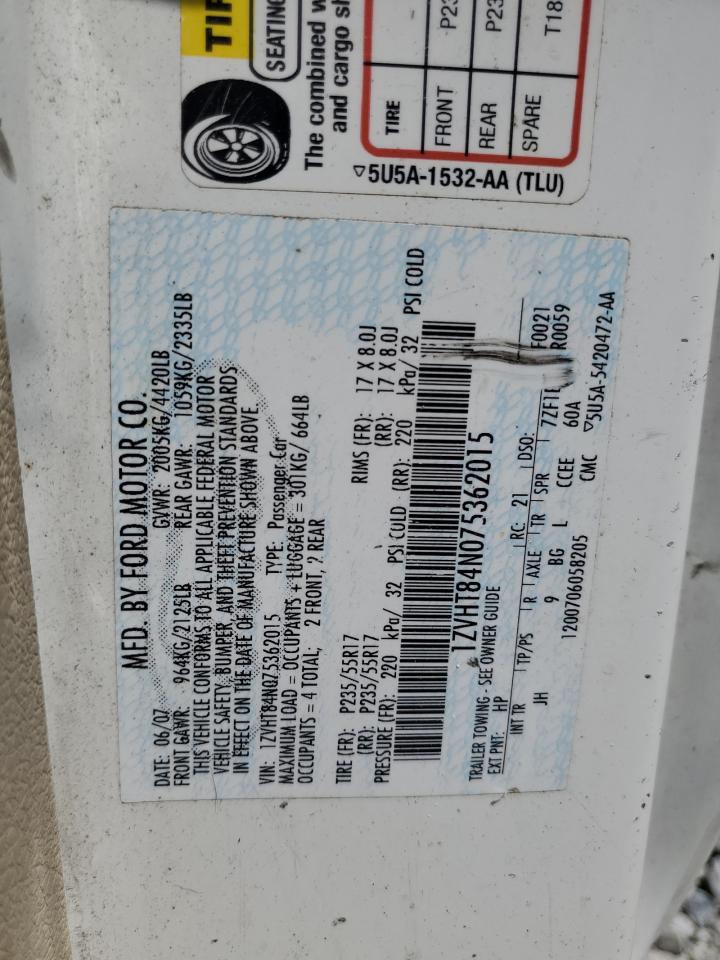 MFD. BY FORD MOTOR CO.
DATE: 06/07 GVWR: 2005KG/4420LB
FRONT GAWR: 964KG/2125LB REAR GAWR: 1059KG/2335LB
THIS VEHICLE CONFORMS TO ALL APPLICABLE FEDERAL MOTOR
VEHICLE SAFETY, BUMPER, AND THEFT PREVENTION STANDARDS
IN EFFECT ON THE DATE OF MANUFACTURE SHOWN ABOVE.
VIN: 1ZVHT84N075362015 TYPE: Passenger Car
MAXIMUM LOAD = OCCUPANTS + LUGGAGE = 301KG/ 664LB
OCCUPANTS = 4 TOTAL; 2 FRONT, 2 REAR
TIRE (FR): P235/55R17 RIMS (FR): 17 X 8.0J
(RR): P235/55R17 (RR): 17 X 8.0J
PRESSURE (FR): 220 kPa/ 32 PSI COLD (RR): 220 kPa/ 32 PSI COLD
1ZVHT84N075362015
TRAILER TOWING - SEE OWNER GUIDE
EXT PNT: HP RC: 21 DSO: F0021
INT TR TP/PS R AXLE TR SPR 7ZF1E R0059
JH 9 BG L CCEE 60A
1200706058205 CMC ▽5U5A-5420472-AA
TIR
SEATING
The combined w
and cargo sh
TIRE
FRONT P23
REAR P23
SPARE T18
▽5U5A-1532-AA (TLU)